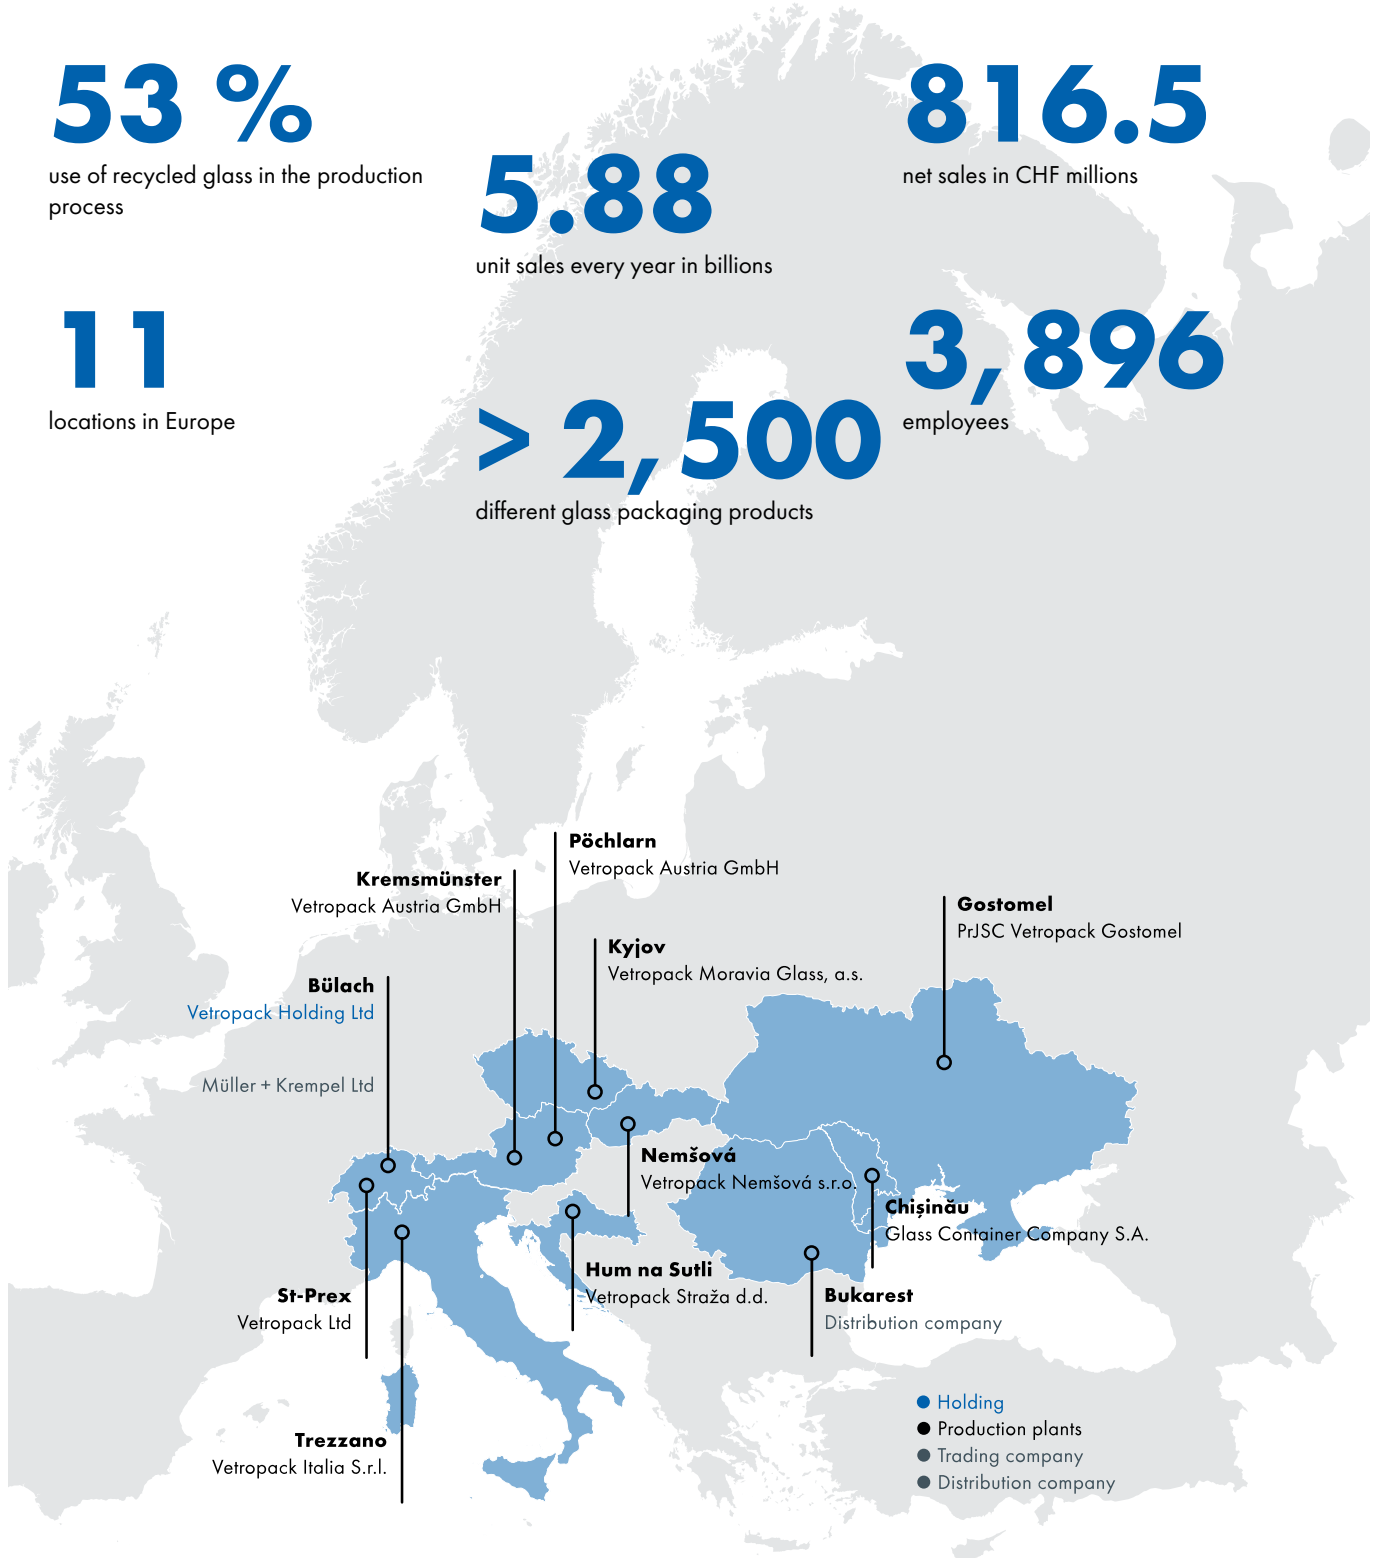 53 %
use of recycled glass in the production
process
5.88
unit sales every year in billions
816.5
net sales in CHF millions
11
locations in Europe
> 2,500
different glass packaging products
3,896
employees
Pöchlarn
Vetropack Austria GmbH
Kremsmünster
Vetropack Austria GmbH
Gostomel
PrJSC Vetropack Gostomel
Kyjov
Vetropack Moravia Glass, a.s.
Bülach
Vetropack Holding Ltd
Müller + Krempel Ltd
Nemšová
Vetropack Nemšová s.r.o.
Chișinău
Glass Container Company S.A.
Hum na Sutli
Vetropack Straža d.d.
St-Prex
Vetropack Ltd
Bukarest
Distribution company
Trezzano
Vetropack Italia S.r.l.
Holding
Production plants
Trading company
Distribution company